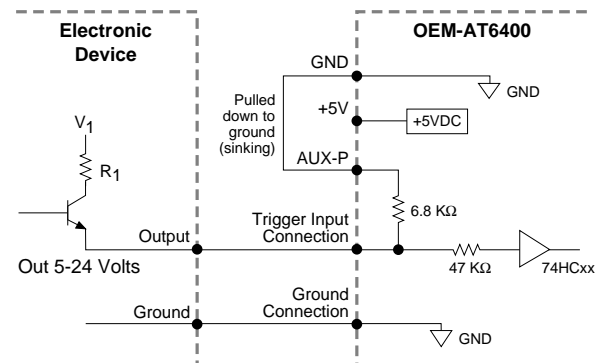 Electronic
Device
OEM-AT6400
GND
GND
Pulled
down to
ground
(sinking)
+5V
+5VDC
V1
R1
AUX-P
6.8 KΩ
Output
Trigger Input
Connection
Out 5-24 Volts
47 KΩ
74HCxx
Ground
Ground
Connection
GND